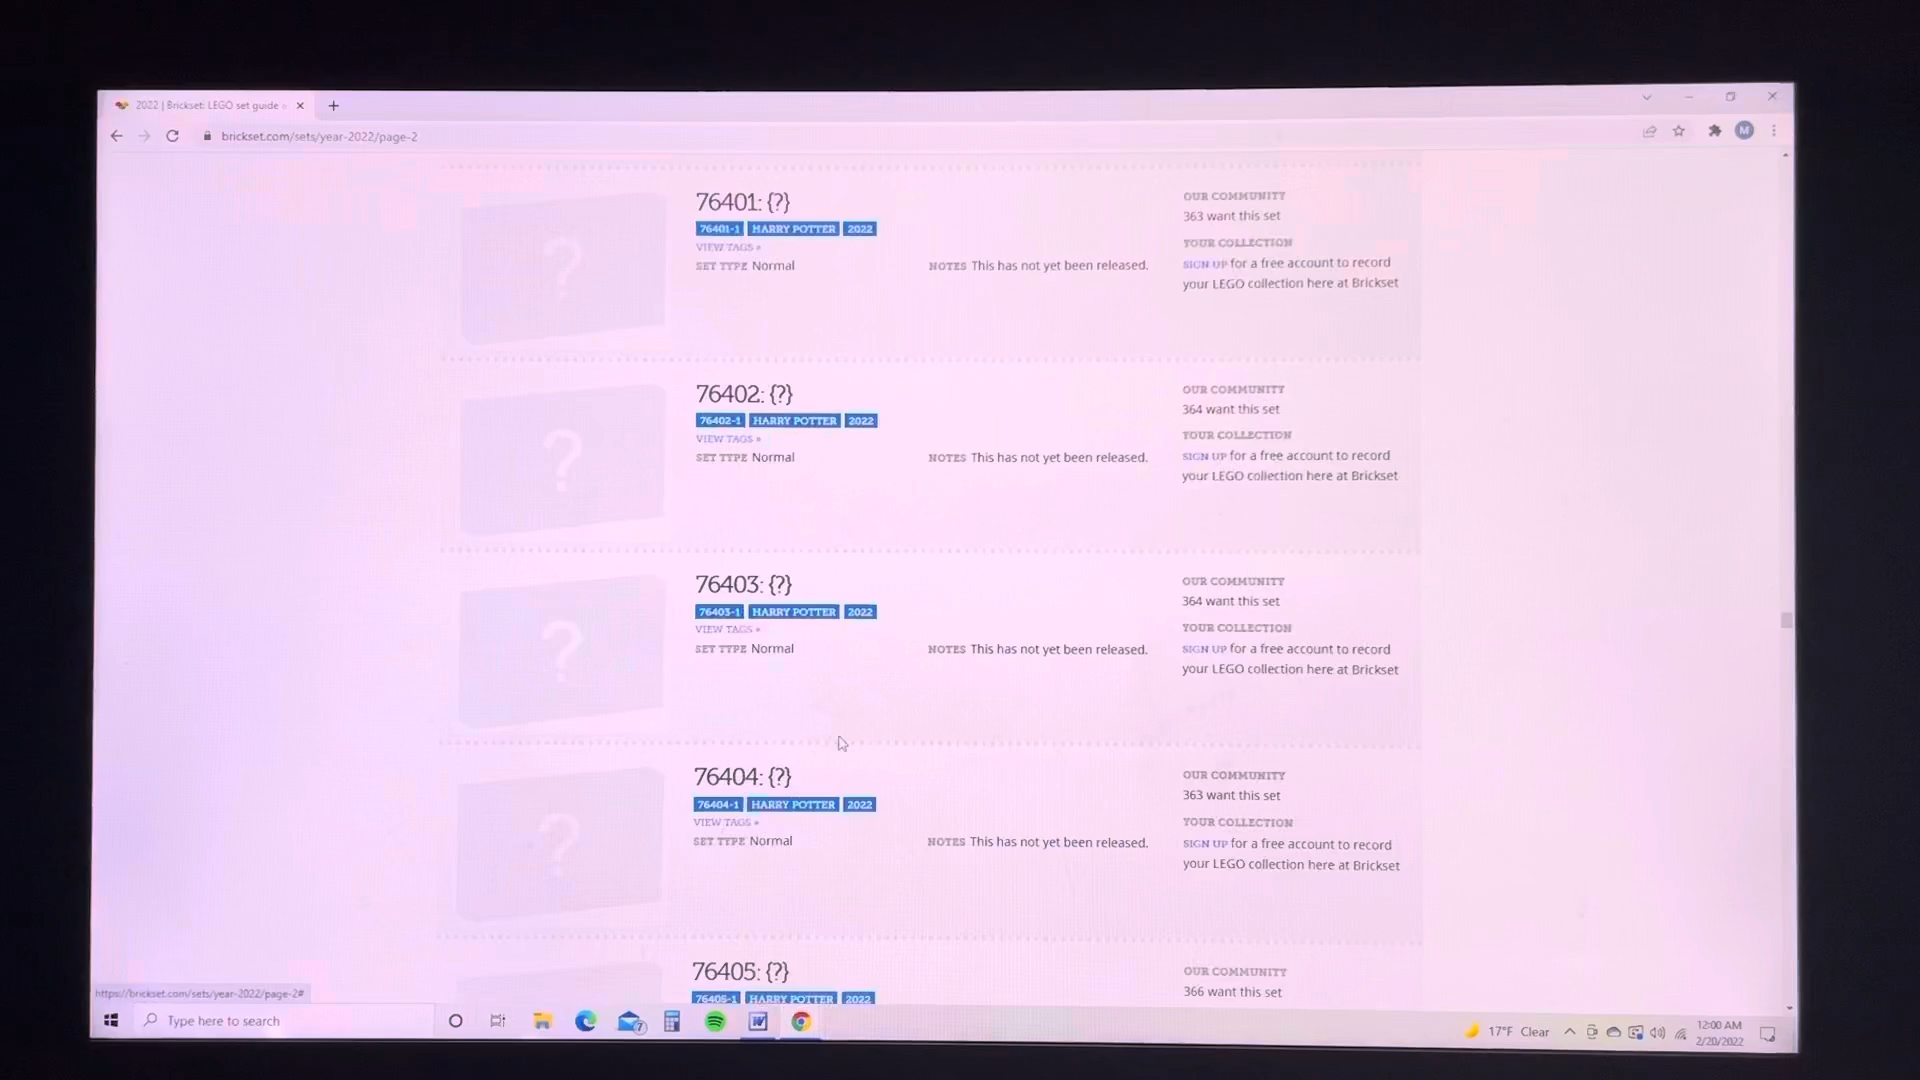 2022 | Brickset: LEGO set guide
brickset.com/sets/year-2022/page-2
M
76401: {?}
76401-1 HARRY POTTER 2022
VIEW TAGS »
SET TYPE Normal
NOTES This has not yet been released.
OUR COMMUNITY
363 want this set
YOUR COLLECTION
SIGN UP for a free account to record
your LEGO collection here at Brickset
?
76402: {?}
76402-1 HARRY POTTER 2022
VIEW TAGS »
SET TYPE Normal
NOTES This has not yet been released.
OUR COMMUNITY
364 want this set
YOUR COLLECTION
SIGN UP for a free account to record
your LEGO collection here at Brickset
?
76403: {?}
76403-1 HARRY POTTER 2022
VIEW TAGS »
SET TYPE Normal
NOTES This has not yet been released.
OUR COMMUNITY
364 want this set
YOUR COLLECTION
SIGN UP for a free account to record
your LEGO collection here at Brickset
?
76404: {?}
76404-1 HARRY POTTER 2022
VIEW TAGS »
SET TYPE Normal
NOTES This has not yet been released.
OUR COMMUNITY
363 want this set
YOUR COLLECTION
SIGN UP for a free account to record
your LEGO collection here at Brickset
?
76405: {?}
76405-1 HARRY POTTER 2022
OUR COMMUNITY
366 want this set
https://brickset.com/sets/year-2022/page-2#
Type here to search
7
W
17°F Clear
12:00 AM
2/20/2022